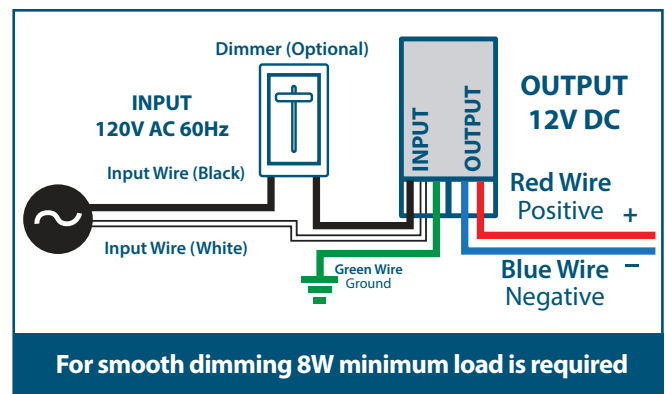 Dimmer (Optional)
INPUT
120V AC 60Hz
Input Wire (Black)
Input Wire (White)
Green Wire
Ground
INPUT
OUTPUT
OUTPUT
12V DC
Red Wire
Positive +
Blue Wire –
Negative
For smooth dimming 8W minimum load is required